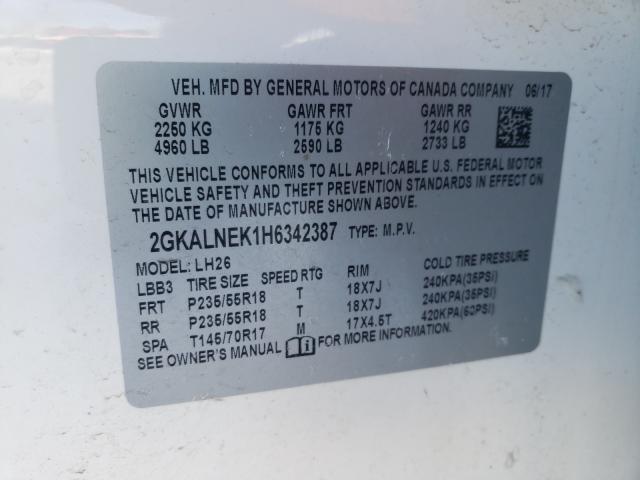 VEH. MFD BY GENERAL MOTORS OF CANADA COMPANY 06/17
GVWR GAWR FRT GAWR RR
2250 KG 1175 KG 1240 KG
4960 LB 2590 LB 2733 LB
THIS VEHICLE CONFORMS TO ALL APPLICABLE U.S. FEDERAL MOTOR
VEHICLE SAFETY AND THEFT PREVENTION STANDARDS IN EFFECT ON
THE DATE OF MANUFACTURE SHOWN ABOVE.
2GKALNEK1H6342387 TYPE: M.P.V.
MODEL: LH26
LBB3 TIRE SIZE SPEED RTG RIM COLD TIRE PRESSURE
FRT P235/55R18 T 18X7J 240KPA(35PSI)
RR P235/55R18 T 18X7J 240KPA(35PSI)
SPA T145/70R17 M 17X4.5T 420KPA(60PSI)
SEE OWNER'S MANUAL FOR MORE INFORMATION.